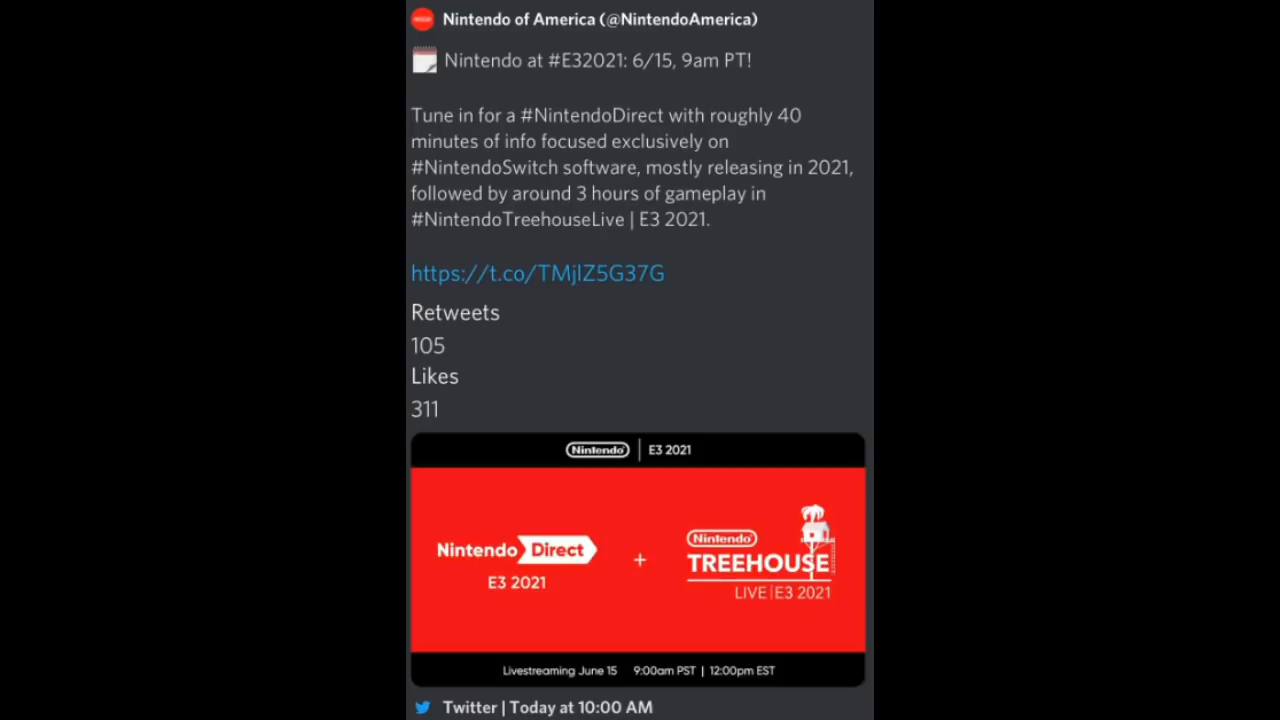 Nintendo of America (@NintendoAmerica)
Nintendo at #E32021: 6/15, 9am PT!
Tune in for a #NintendoDirect with roughly 40
minutes of info focused exclusively on
#NintendoSwitch software, mostly releasing in 2021,
followed by around 3 hours of gameplay in
#NintendoTreehouseLive | E3 2021.
https://t.co/TMjlZ5G37G
Retweets
105
Likes
311
Nintendo | E3 2021
Nintendo Direct
E3 2021
+
Nintendo
TREEHOUSE
LIVE | E3 2021
Livestreaming June 15 9:00am PST | 12:00pm EST
Twitter | Today at 10:00 AM